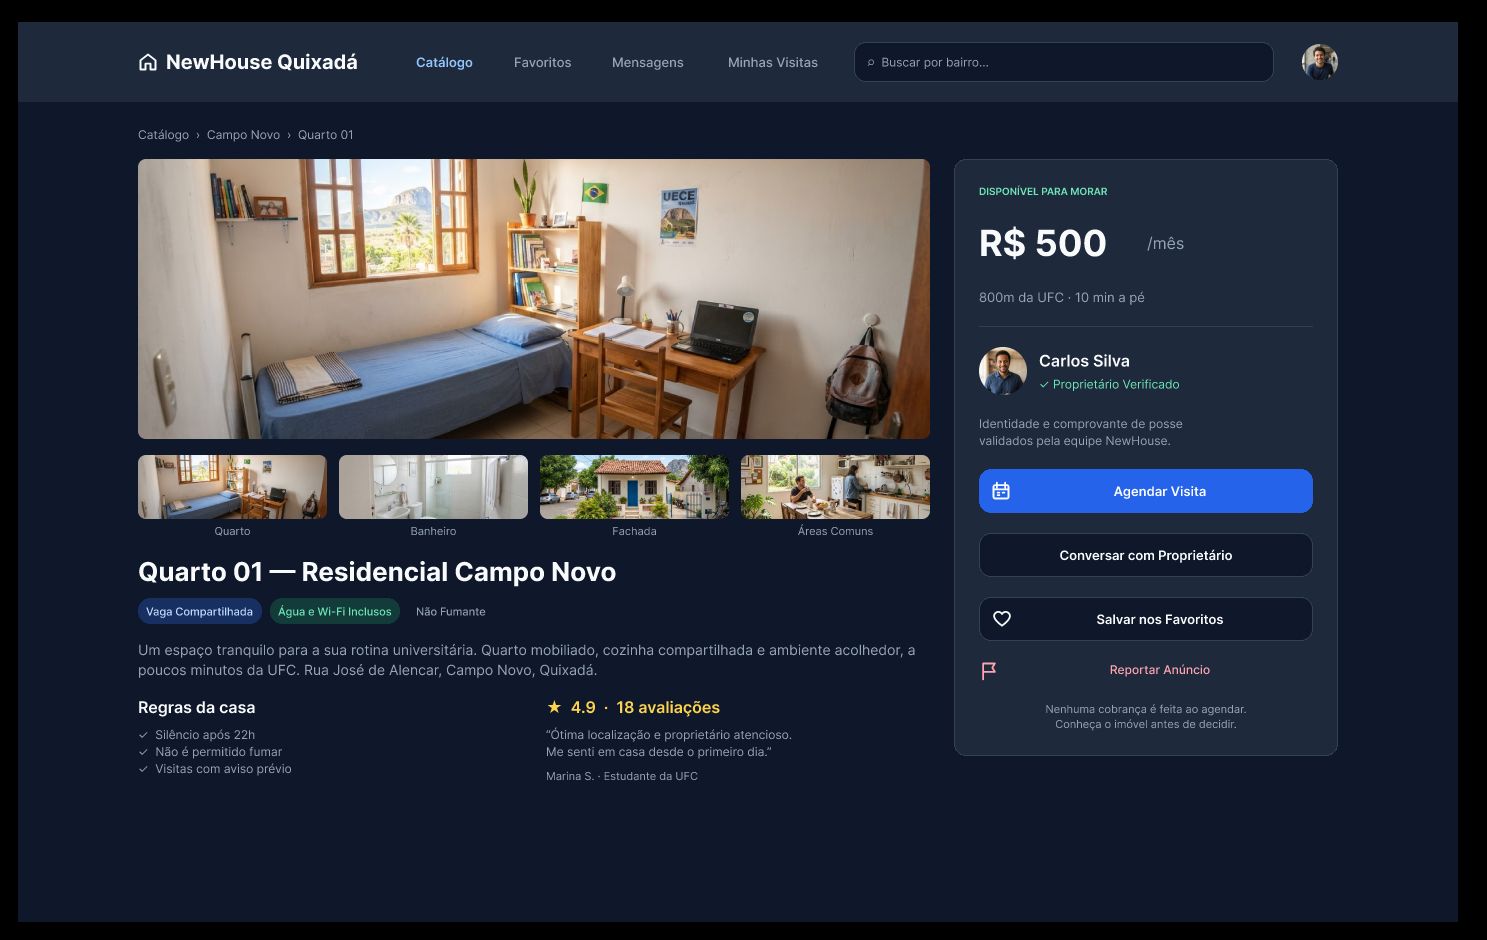 NewHouse Quixadá
Catálogo
Favoritos
Mensagens
Minhas Visitas
Buscar por bairro...
Catálogo › Campo Novo › Quarto 01
UECE
Quarto
Banheiro
Fachada
Áreas Comuns
Quarto 01 — Residencial Campo Novo
Vaga Compartilhada
Água e Wi-Fi Inclusos
Não Fumante
Um espaço tranquilo para a sua rotina universitária. Quarto mobiliado, cozinha compartilhada e ambiente acolhedor, a
poucos minutos da UFC. Rua José de Alencar, Campo Novo, Quixadá.
Regras da casa
✓ Silêncio após 22h
✓ Não é permitido fumar
✓ Visitas com aviso prévio
★ 4.9 · 18 avaliações
“Ótima localização e proprietário atencioso.
Me senti em casa desde o primeiro dia.”
Marina S. · Estudante da UFC
DISPONÍVEL PARA MORAR
R$ 500 /mês
800m da UFC · 10 min a pé
Carlos Silva
✓ Proprietário Verificado
Identidade e comprovante de posse
validados pela equipe NewHouse.
Agendar Visita
Conversar com Proprietário
Salvar nos Favoritos
Reportar Anúncio
Nenhuma cobrança é feita ao agendar.
Conheça o imóvel antes de decidir.